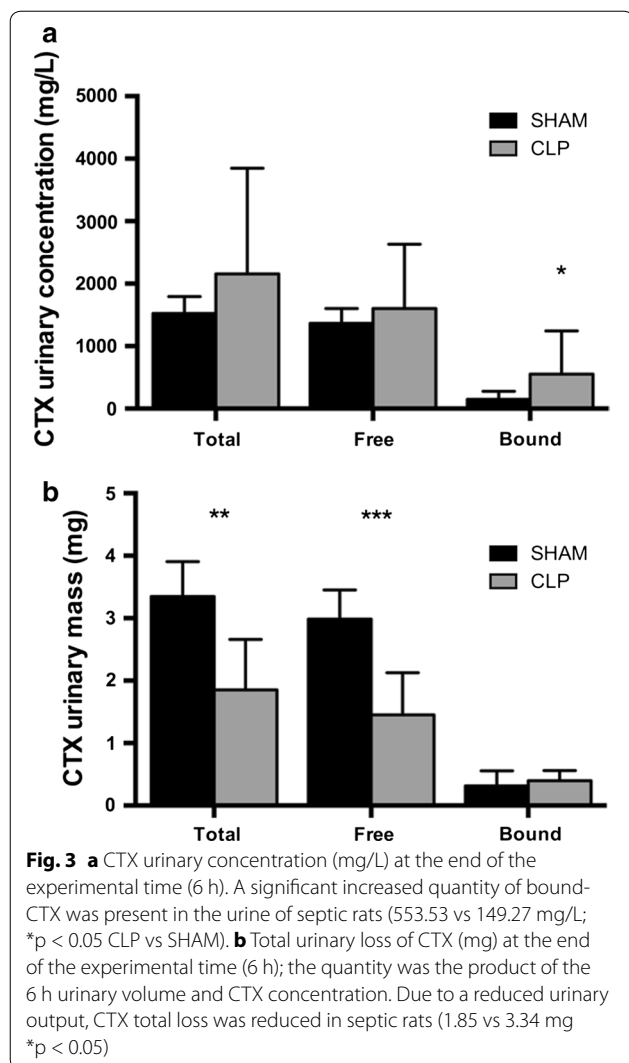 a
CTX urinary concentration (mg/L)
5000
4000
3000
2000
1000
0
SHAM
CLP
*
Total Free Bound
b
CTX urinary mass (mg)
5
4
3
2
1
0
** ***
SHAM
CLP
Total Free Bound
Fig. 3 a CTX urinary concentration (mg/L) at the end of the
experimental time (6 h). A significant increased quantity of bound-
CTX was present in the urine of septic rats (553.53 vs 149.27 mg/L;
*p < 0.05 CLP vs SHAM). b Total urinary loss of CTX (mg) at the end
of the experimental time (6 h); the quantity was the product of the
6 h urinary volume and CTX concentration. Due to a reduced urinary
output, CTX total loss was reduced in septic rats (1.85 vs 3.34 mg
*p < 0.05)